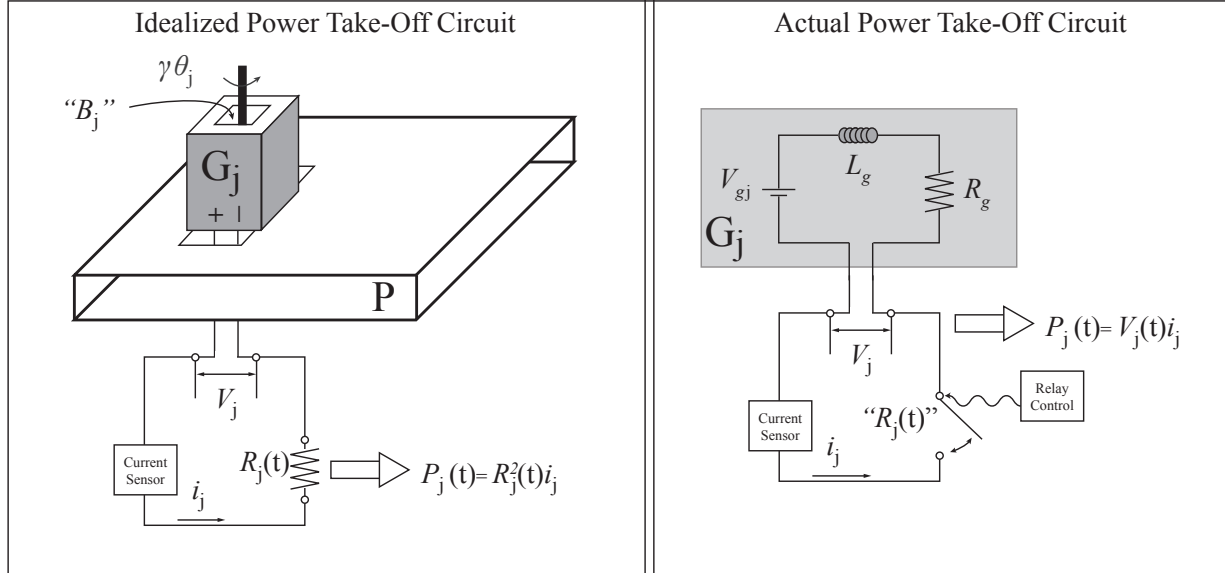 Idealized Power Take-Off Circuit
γθj
“Bj”
Gj
+ −
P
Vj
Current
Sensor
Rj(t)
ij
Pj(t)= Rj²(t)ij
Actual Power Take-Off Circuit
Lg
Vgj
Rg
Gj
Vj
Pj(t)= Vj(t)ij
Current
Sensor
“Rj(t)”
Relay
Control
ij